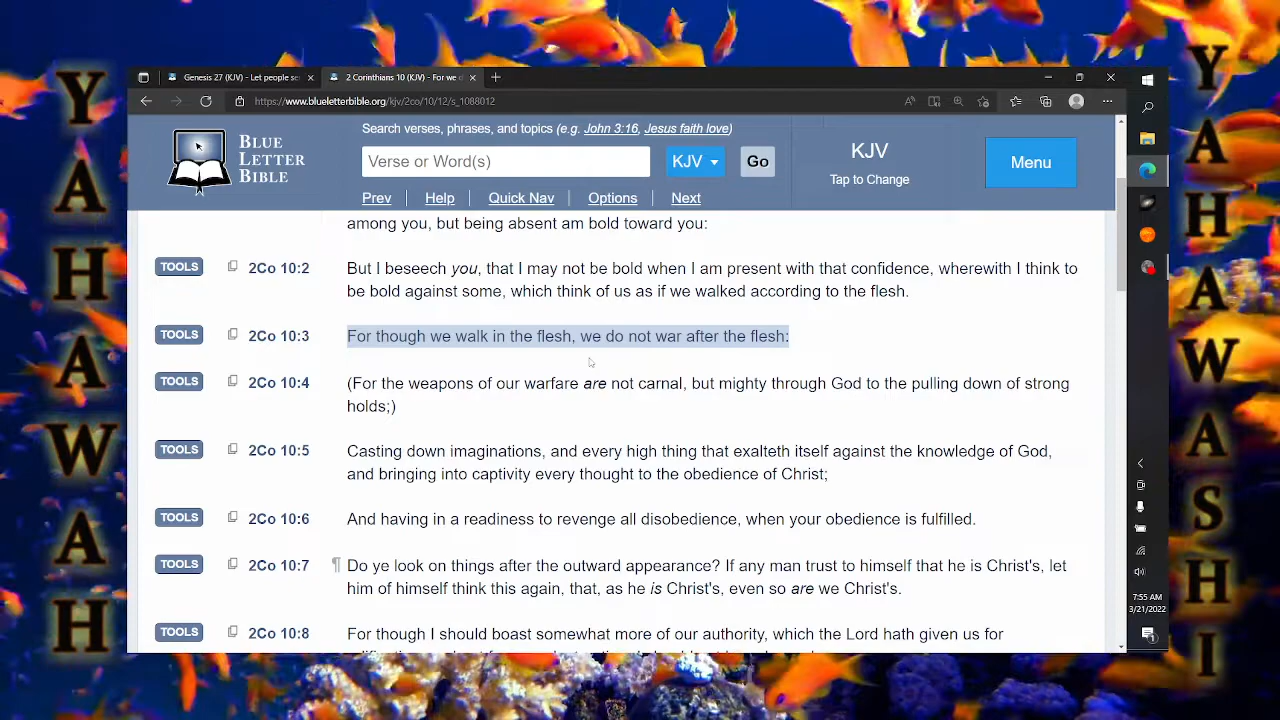 YAHAWAH
Genesis 27 (KJV) - Let people se
2 Corinthians 10 (KJV) - For we d
https://www.blueletterbible.org/kjv/2co/10/12/s_1088012
BLUE
LETTER
BIBLE
Search verses, phrases, and topics (e.g. John 3:16, Jesus faith love)
Verse or Word(s)
KJV
Go
KJV
Tap to Change
Menu
Prev
Help
Quick Nav
Options
Next
among you, but being absent am bold toward you:
TOOLS 2Co 10:2 But I beseech you, that I may not be bold when I am present with that confidence, wherewith I think to
be bold against some, which think of us as if we walked according to the flesh.
TOOLS 2Co 10:3 For though we walk in the flesh, we do not war after the flesh:
TOOLS 2Co 10:4 (For the weapons of our warfare are not carnal, but mighty through God to the pulling down of strong
holds;)
TOOLS 2Co 10:5 Casting down imaginations, and every high thing that exalteth itself against the knowledge of God,
and bringing into captivity every thought to the obedience of Christ;
TOOLS 2Co 10:6 And having in a readiness to revenge all disobedience, when your obedience is fulfilled.
TOOLS 2Co 10:7 ¶ Do ye look on things after the outward appearance? If any man trust to himself that he is Christ's, let
him of himself think this again, that, as he is Christ's, even so are we Christ's.
TOOLS 2Co 10:8 For though I should boast somewhat more of our authority, which the Lord hath given us for
7:55 AM
3/21/2022
YAHAWASHI